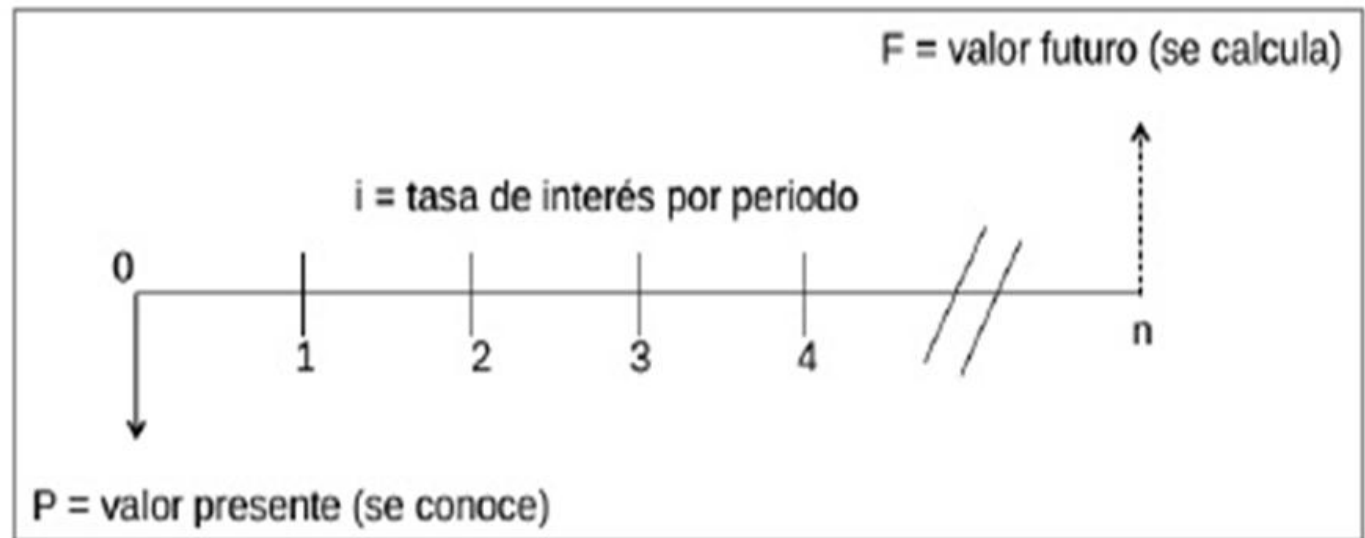 F = valor futuro (se calcula)
i = tasa de interés por periodo
0
1
2
3
4
n
P = valor presente (se conoce)